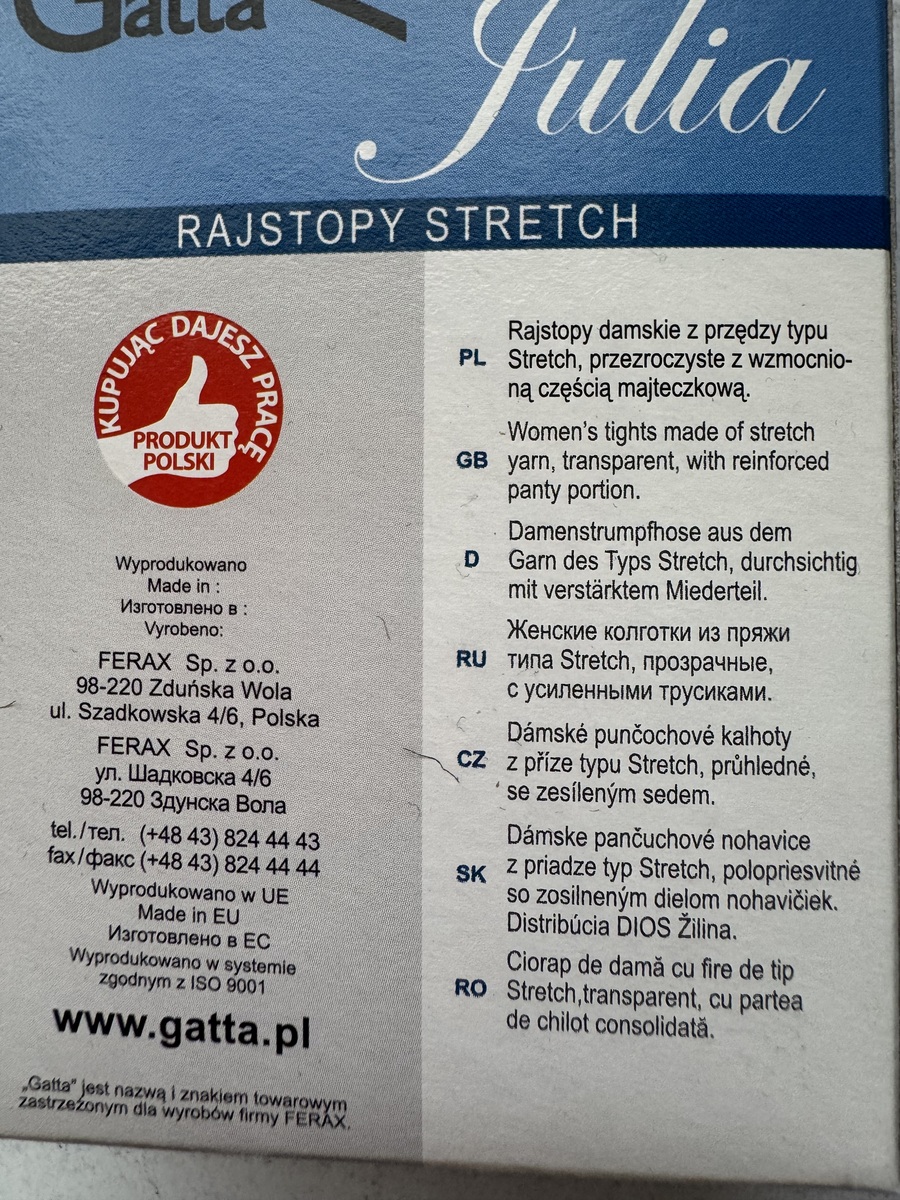 Gatta
Julia
RAJSTOPY STRETCH
KUPUJĄC DAJESZ PRACĘ
PRODUKT
POLSKI
Wyprodukowano
Made in :
Изготовлено в :
Vyrobeno:
FERAX Sp. z o.o.
98-220 Zduńska Wola
ul. Szadkowska 4/6, Polska
FERAX Sp. z o.o.
ул. Шадковска 4/6
98-220 Здунска Вола
tel./тел. (+48 43) 824 44 43
fax/факс (+48 43) 824 44 44
Wyprodukowano w UE
Made in EU
Изготовлено в ЕС
Wyprodukowano w systemie
zgodnym z ISO 9001
www.gatta.pl
„Gatta” jest nazwą i znakiem towarowym
zastrzeżonym dla wyrobów firmy FERAX.
PL
Rajstopy damskie z przędzy typu
Stretch, przezroczyste z wzmocnio-
ną częścią majteczkową.
GB
Women's tights made of stretch
yarn, transparent, with reinforced
panty portion.
D
Damenstrumpfhose aus dem
Garn des Typs Stretch, durchsichtig
mit verstärktem Miederteil.
RU
Женские колготки из пряжи
типа Stretch, прозрачные,
с усиленными трусиками.
CZ
Dámské punčochové kalhoty
z příze typu Stretch, průhledné,
se zesíleným sedem.
SK
Dámske pančuchové nohavice
z priadze typ Stretch, polopriesvitné
so zosilneným dielom nohavičiek.
Distribúcia DIOS Žilina.
RO
Ciorap de damă cu fire de tip
Stretch,transparent, cu partea
de chilot consolidată.